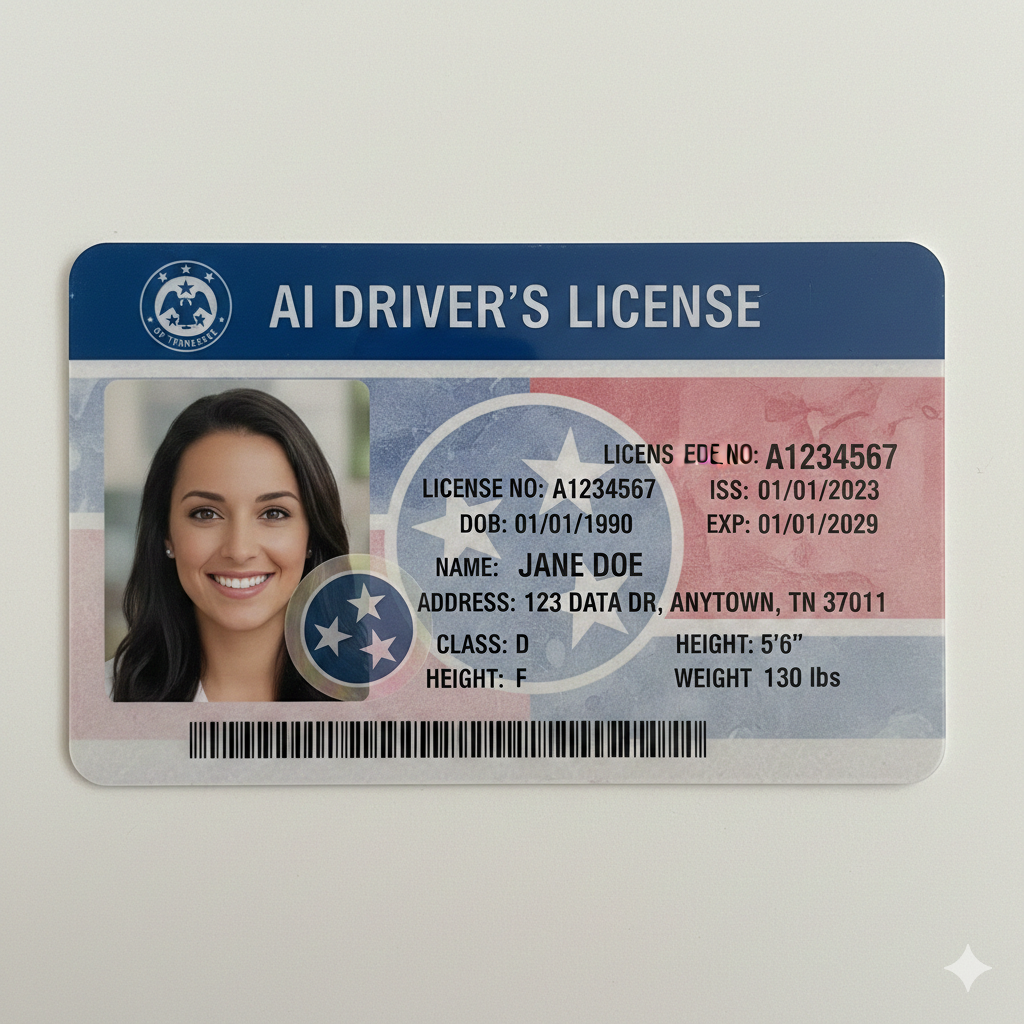 AI DRIVER'S LICENSE
OF TRANERSEE
LICENS EDE NO: A1234567
LICENSE NO: A1234567 ISS: 01/01/2023
DOB: 01/01/1990 EXP: 01/01/2029
NAME: JANE DOE
ADDRESS: 123 DATA DR, ANYTOWN, TN 37011
CLASS: D HEIGHT: 5'6"
HEIGHT: F WEIGHT 130 lbs